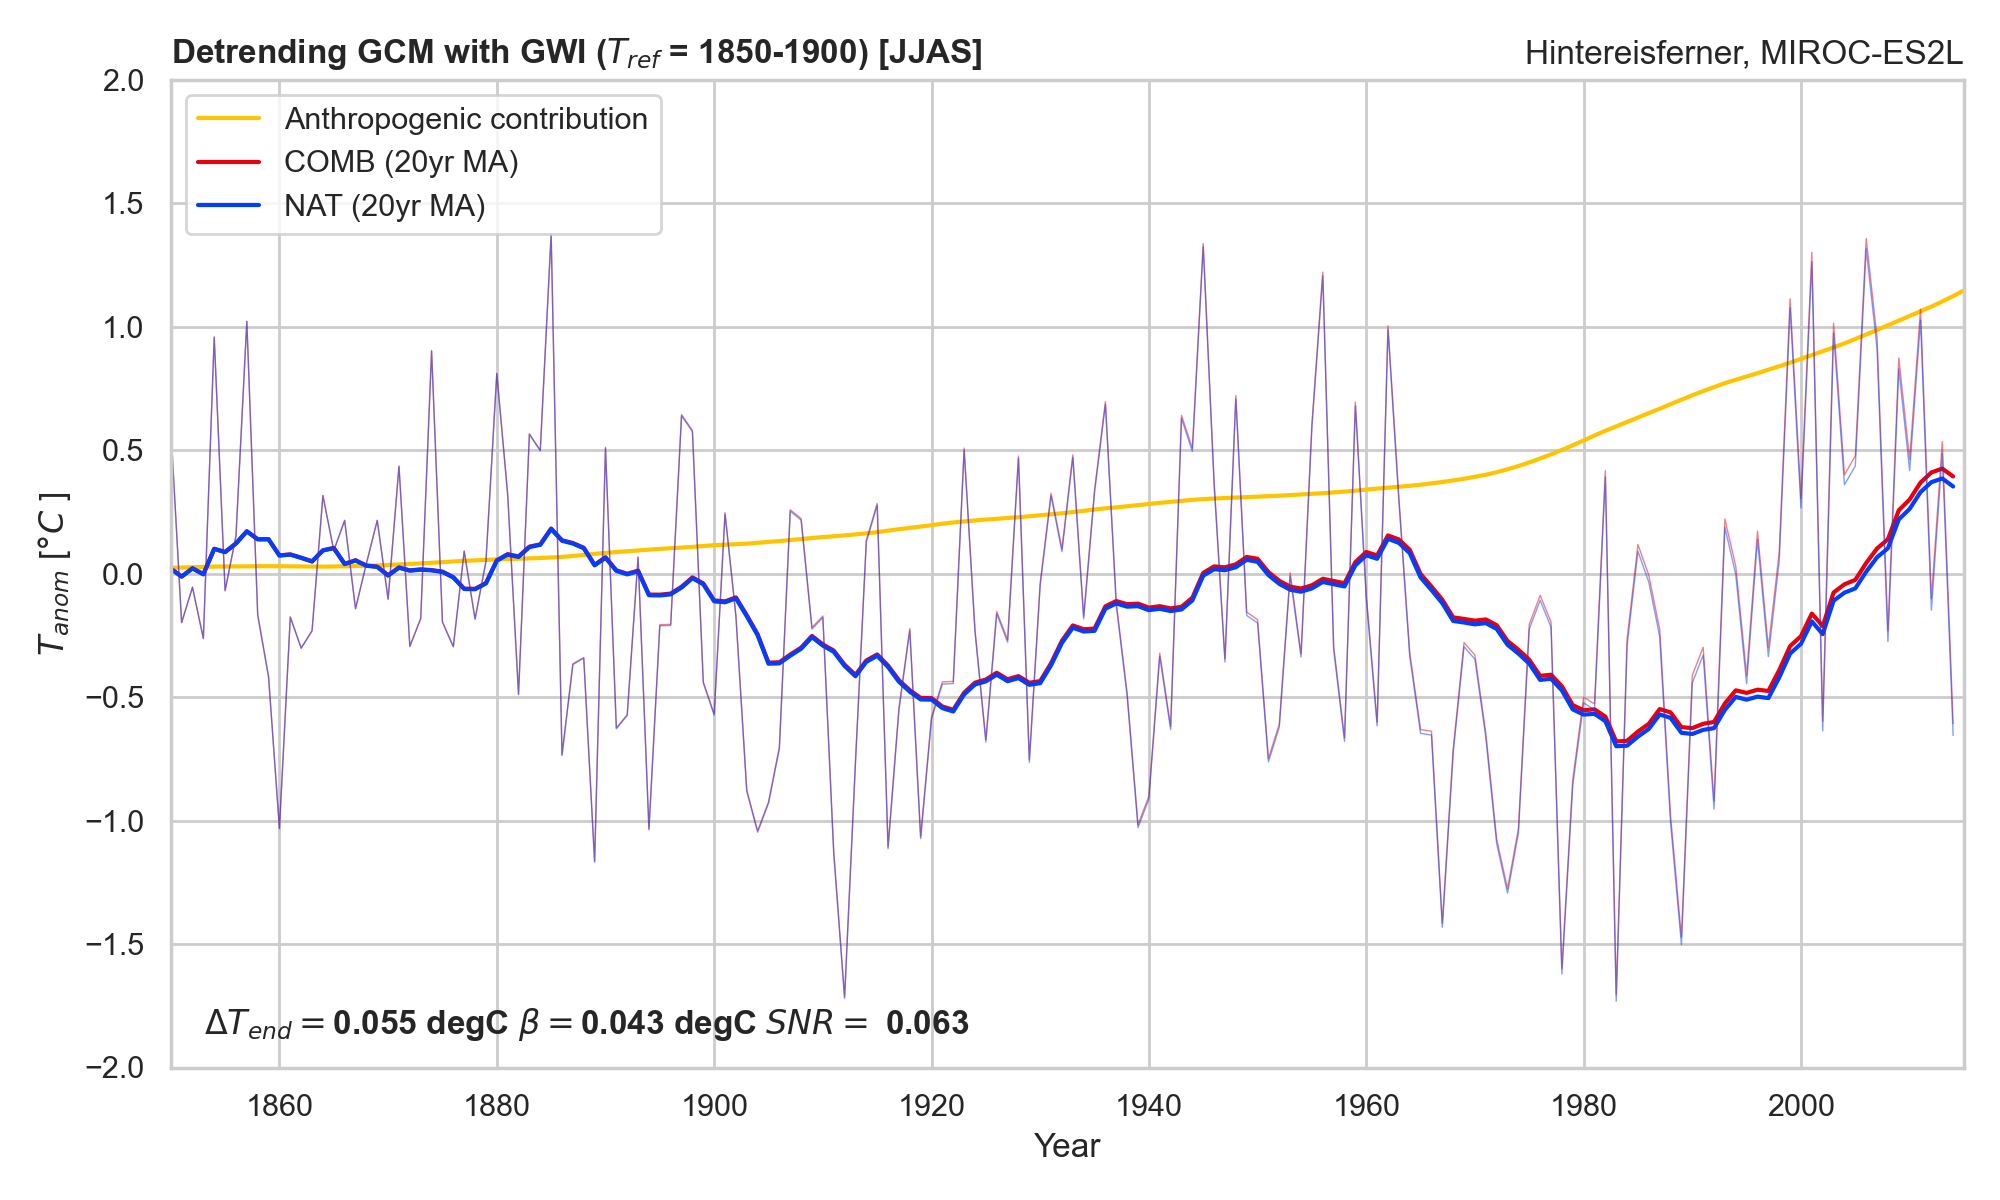 Detrending GCM with GWI (T_ref = 1850-1900) [JJAS]
Hintereisferner, MIROC-ES2L
Anthropogenic contribution
COMB (20yr MA)
NAT (20yr MA)
2.0
1.5
1.0
0.5
0.0
−0.5
−1.0
−1.5
−2.0
T_anom [°C]
ΔT_end = 0.055 degC β = 0.043 degC SNR = 0.063
1860 1880 1900 1920 1940 1960 1980 2000
Year